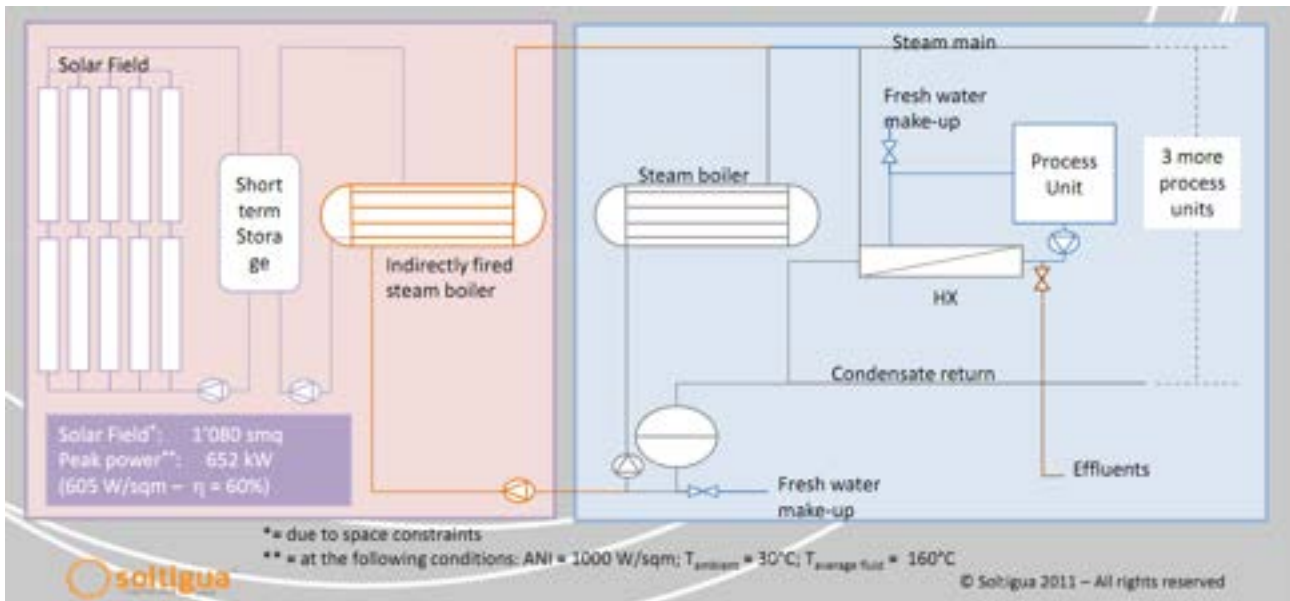 Solar Field
Short
term
Stora
ge
Indirectly fired
steam boiler
Solar Field*: 1'080 smq
Peak power**: 652 kW
(605 W/sqm – η = 60%)
Steam main
Fresh water
make-up
Process
Unit
3 more
process
units
Steam boiler
HX
Condensate return
Effluents
Fresh water
make-up
*= due to space constraints
** = at the following conditions: ANI = 1000 W/sqm; Tambient = 30°C; Taverage fluid = 160°C
soltigua
© Soltigua 2011 – All rights reserved